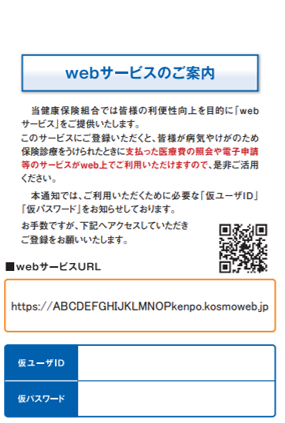 webサービスのご案内
当健康保険組合では皆様の利便性向上を目的に「web
サービス」をご提供いたします。
このサービスにご登録いただくと、皆様が病気やけがのため
保険診療をうけられたときに支払った医療費の照会や電子申請
等のサービスがweb上でご利用いただけますので、是非ご活用
ください。
本通知では、ご利用いただくために必要な「仮ユーザID」
「仮パスワード」をお知らせしております。
お手数ですが、下記へアクセスしていただき
ご登録をお願いいたします。
■webサービスURL
https://ABCDEFGHIJKLMNOPkenpo.kosmoweb.jp
仮ユーザID
仮パスワード